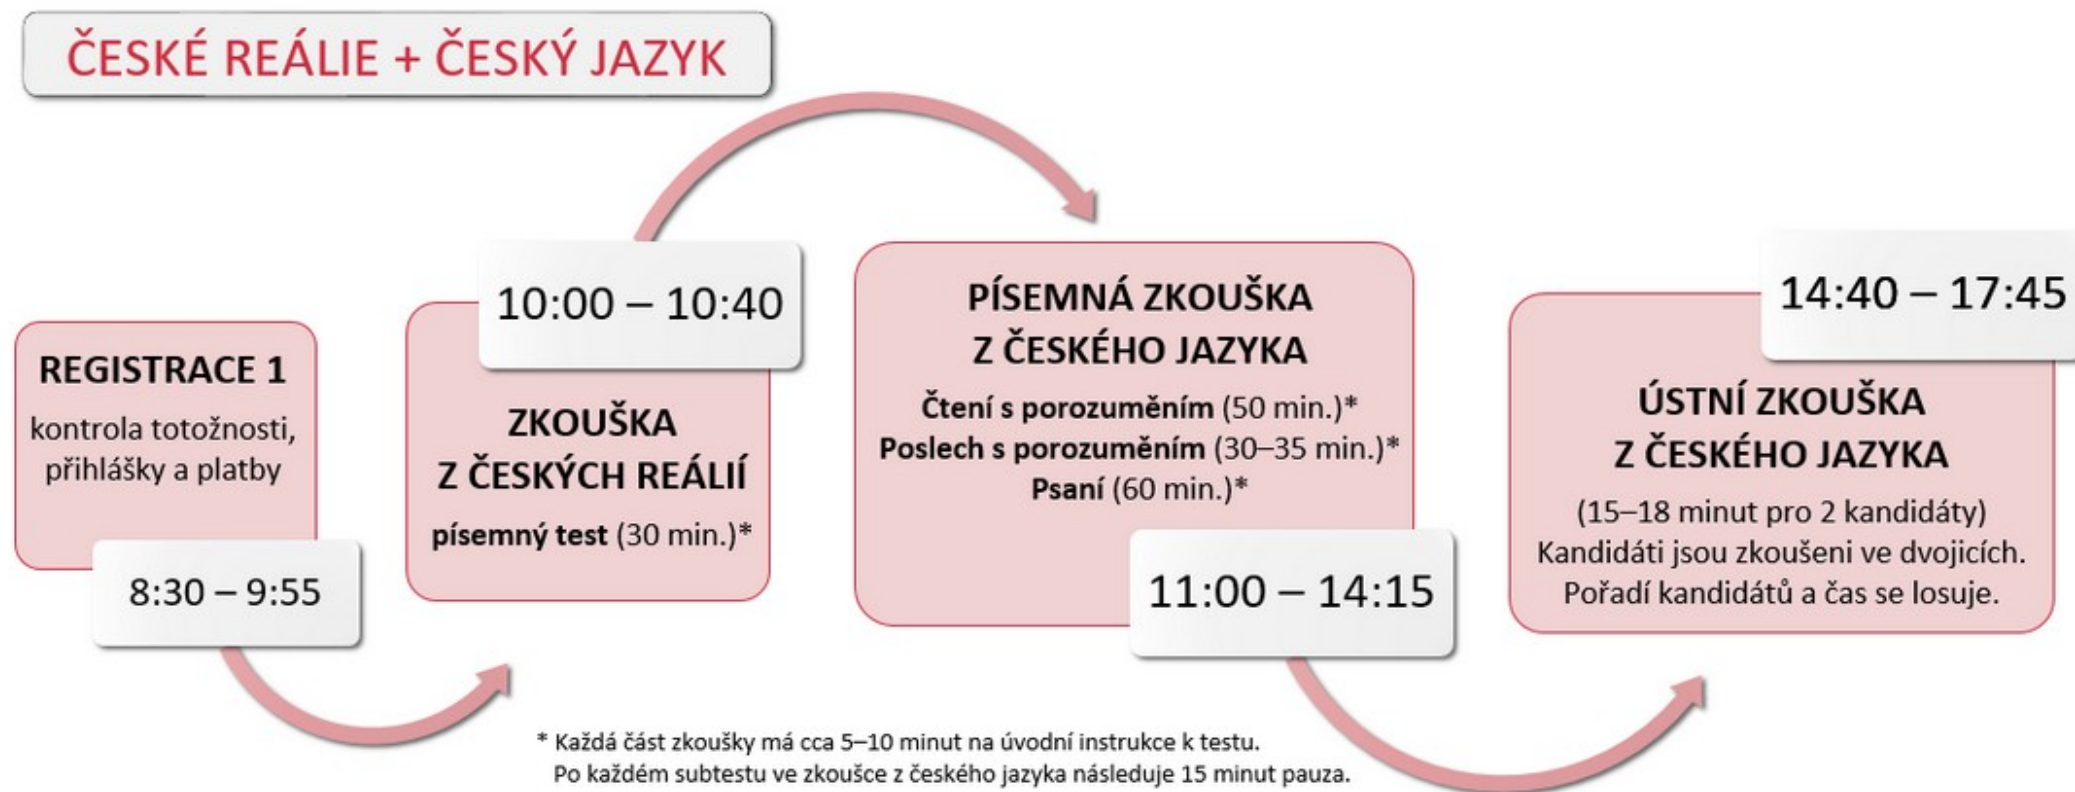 ČESKÉ REÁLIE + ČESKÝ JAZYK
REGISTRACE 1
kontrola totožnosti,
přihlášky a platby
8:30 – 9:55
10:00 – 10:40
ZKOUŠKA
Z ČESKÝCH REÁLIÍ
písemný test (30 min.)*
PÍSEMNÁ ZKOUŠKA
Z ČESKÉHO JAZYKA
Čtení s porozuměním (50 min.)*
Poslech s porozuměním (30–35 min.)*
Psaní (60 min.)*
11:00 – 14:15
14:40 – 17:45
ÚSTNÍ ZKOUŠKA
Z ČESKÉHO JAZYKA
(15–18 minut pro 2 kandidáty)
Kandidáti jsou zkoušeni ve dvojicích.
Pořadí kandidátů a čas se losuje.
* Každá část zkoušky má cca 5–10 minut na úvodní instrukce k testu.
Po každém subtestu ve zkoušce z českého jazyka následuje 15 minut pauza.